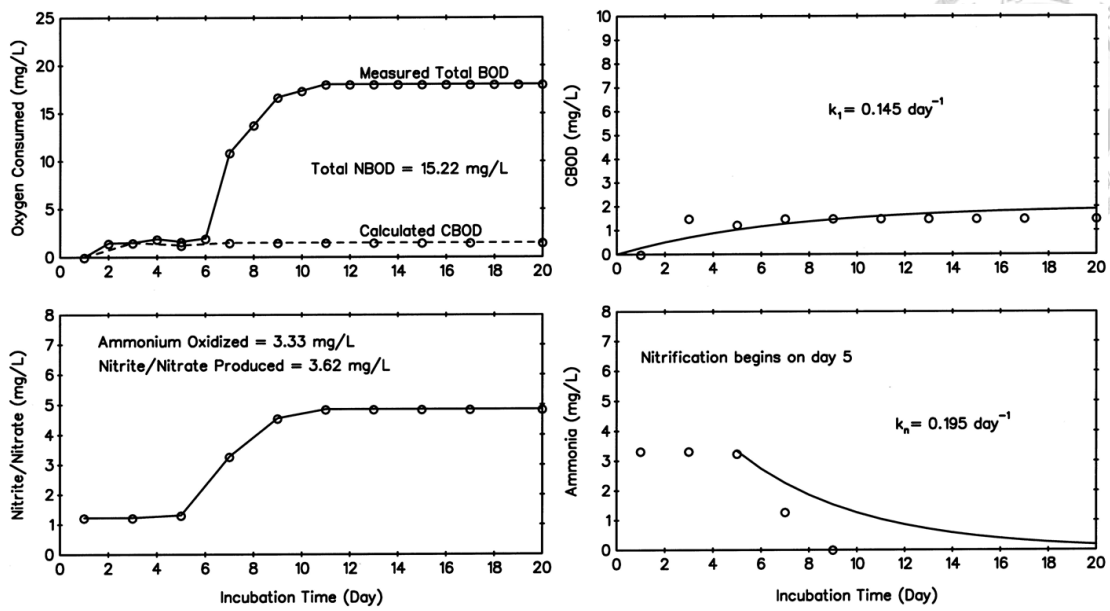 25
20
15
10
5
0
Oxygen Consumed (mg/L)
Measured Total BOD
Total NBOD = 15.22 mg/L
Calculated CBOD
0 2 4 6 8 10 12 14 16 18 20
10
9
8
7
6
5
4
3
2
1
0
CBOD (mg/L)
k₁= 0.145 day⁻¹
0 2 4 6 8 10 12 14 16 18 20
8
7
6
5
4
3
2
1
0
Nitrite/Nitrate (mg/L)
Ammonium Oxidized = 3.33 mg/L
Nitrite/Nitrate Produced = 3.62 mg/L
0 2 4 6 8 10 12 14 16 18 20
Incubation Time (Day)
8
7
6
5
4
3
2
1
0
Ammonia (mg/L)
Nitrification begins on day 5
kₙ= 0.195 day⁻¹
0 2 4 6 8 10 12 14 16 18 20
Incubation Time (Day)